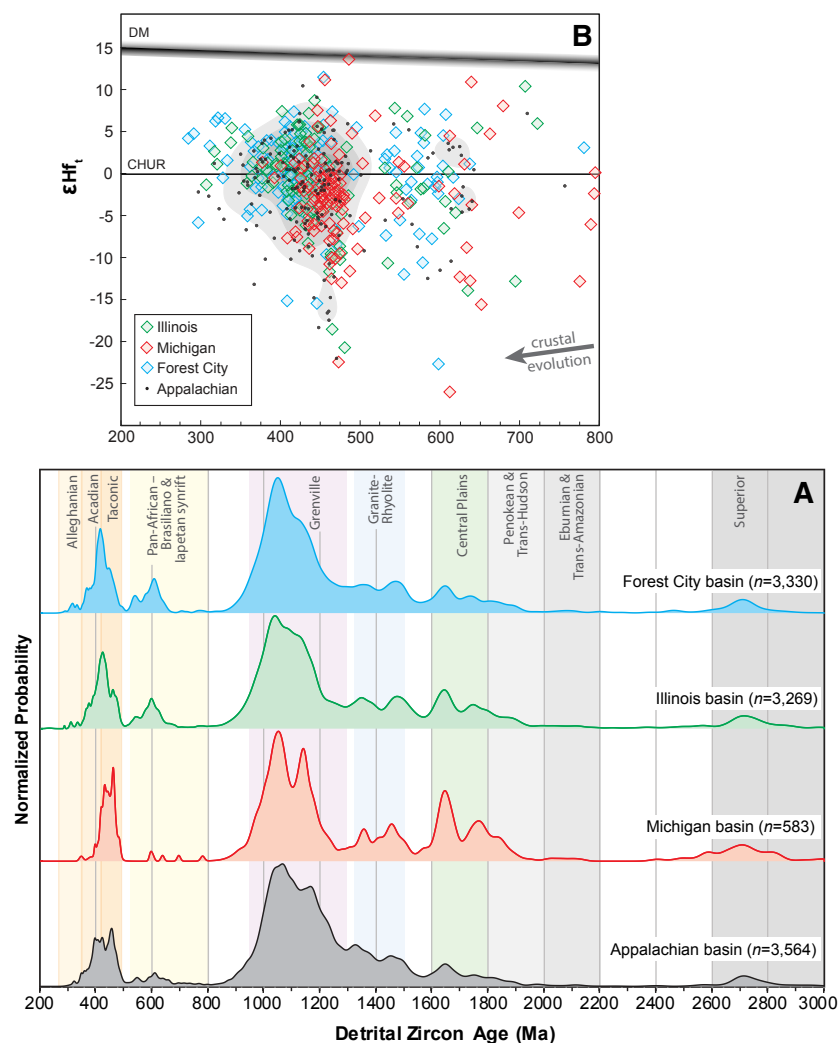 DM
B
15
10
5
CHUR
0
-5
-10
-15
-20
-25
εHft
Illinois
Michigan
Forest City
Appalachian
crustal
evolution
200 300 400 500 600 700 800
A
Alleghanian
Acadian
Taconic
Pan-African –
Brasiliano &
Iapetan synrift
Grenville
Granite-
Rhyolite
Central Plains
Penokean &
Trans-Hudson
Eburnian &
Trans-Amazonian
Superior
Forest City basin (n=3,330)
Illinois basin (n=3,269)
Michigan basin (n=583)
Appalachian basin (n=3,564)
Normalized Probability
200 400 600 800 1000 1200 1400 1600 1800 2000 2200 2400 2600 2800 3000
Detrital Zircon Age (Ma)